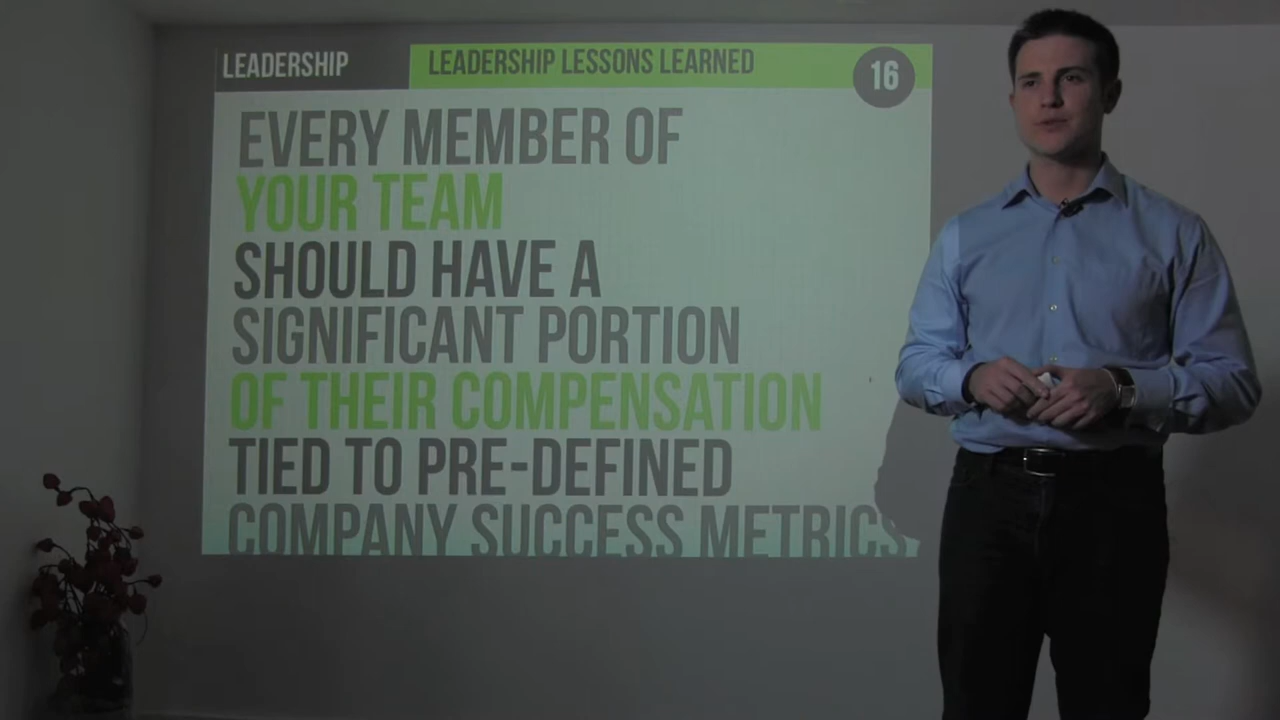 LEADERSHIP
LEADERSHIP LESSONS LEARNED
16
EVERY MEMBER OF
YOUR TEAM
SHOULD HAVE A
SIGNIFICANT PORTION
OF THEIR COMPENSATION
TIED TO PRE-DEFINED
COMPANY SUCCESS METRICS